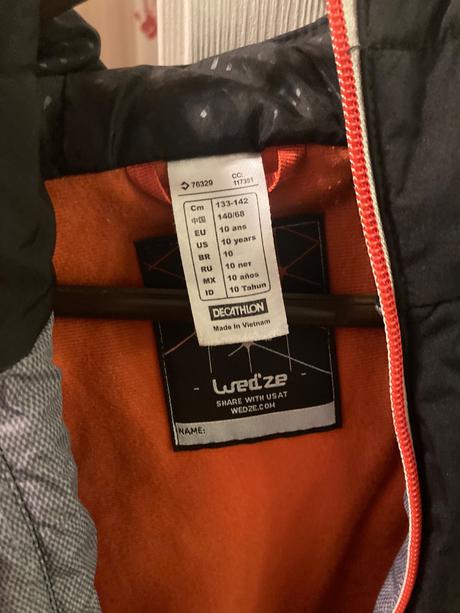 76329
CC:
117381
Cm 133-142
中国 140/68
EU 10 ans
US 10 years
BR 10
RU 10 лет
MX 10 años
ID 10 Tahun
DECATHLON
Made in Vietnam
wed'ze
SHARE WITH US AT
WEDZE.COM
NAME: